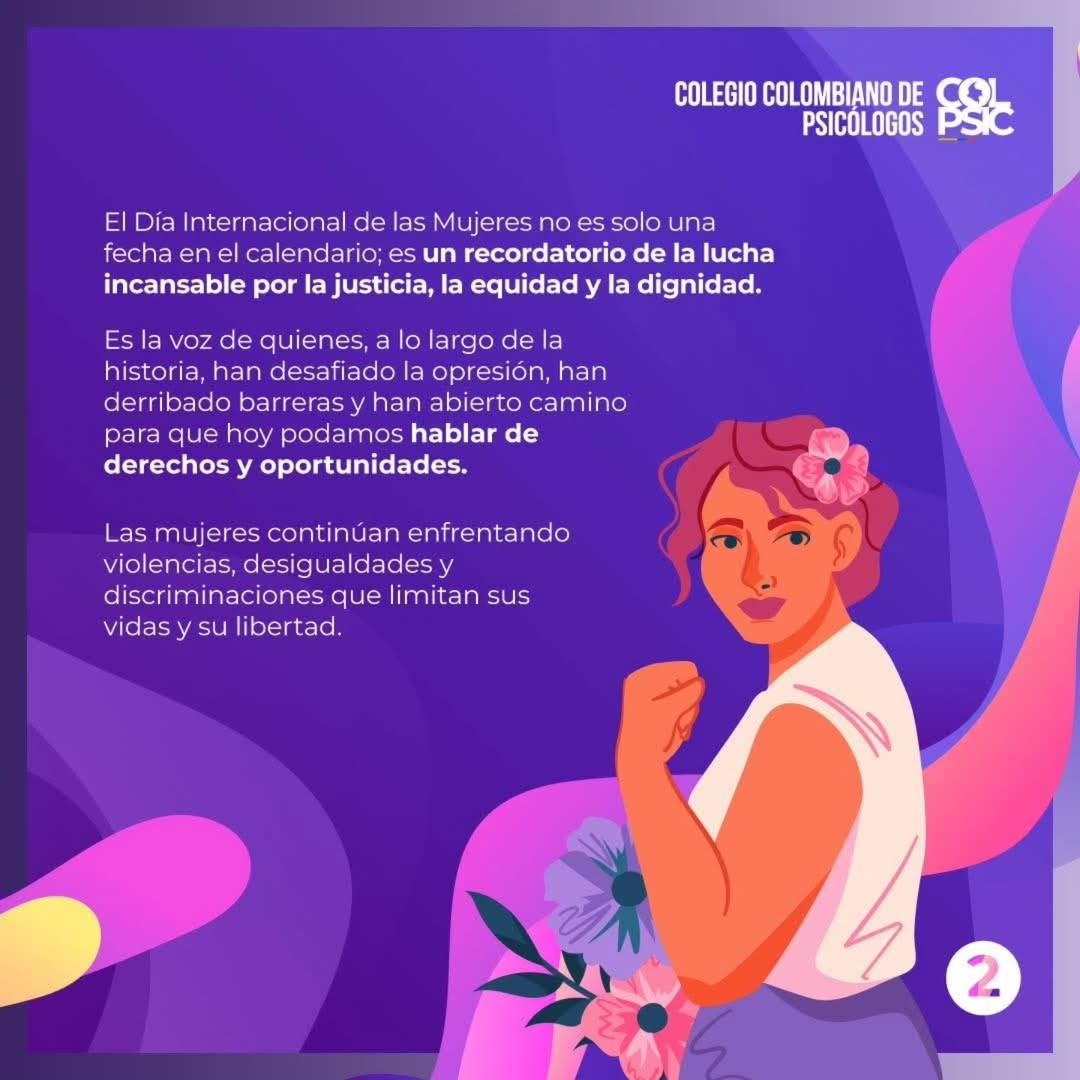 COLEGIO COLOMBIANO DE
PSICÓLOGOS
COL
PSIC
El Día Internacional de las Mujeres no es solo una
fecha en el calendario; es un recordatorio de la lucha
incansable por la justicia, la equidad y la dignidad.
Es la voz de quienes, a lo largo de la
historia, han desafiado la opresión, han
derribado barreras y han abierto camino
para que hoy podamos hablar de
derechos y oportunidades.
Las mujeres continúan enfrentando
violencias, desigualdades y
discriminaciones que limitan sus
vidas y su libertad.
2